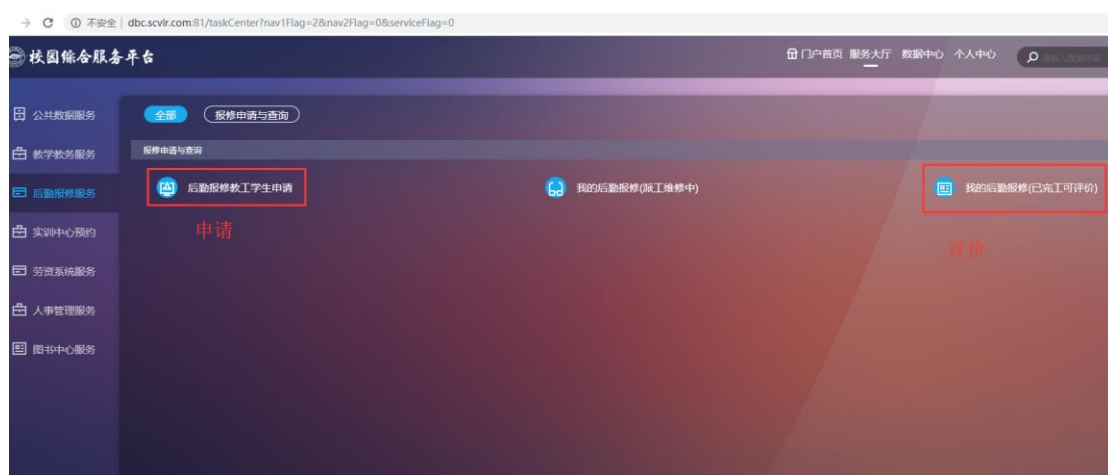 不安全 | dbc.scvir.com:81/taskCenter?nav1Flag=2&nav2Flag=0&serviceFlag=0
校园综合服务平台
门户首页 服务大厅 数据中心 个人中心
公共数据服务
全部 报修申请与查询
教学教务服务
报修申请与查询
后勤报修服务
后勤报修教工学生申请 我的后勤报修(派工维修中) 我的后勤报修(已完工可评价)
实训中心预约
申请
评价
劳资系统服务
人事管理服务
图书中心服务